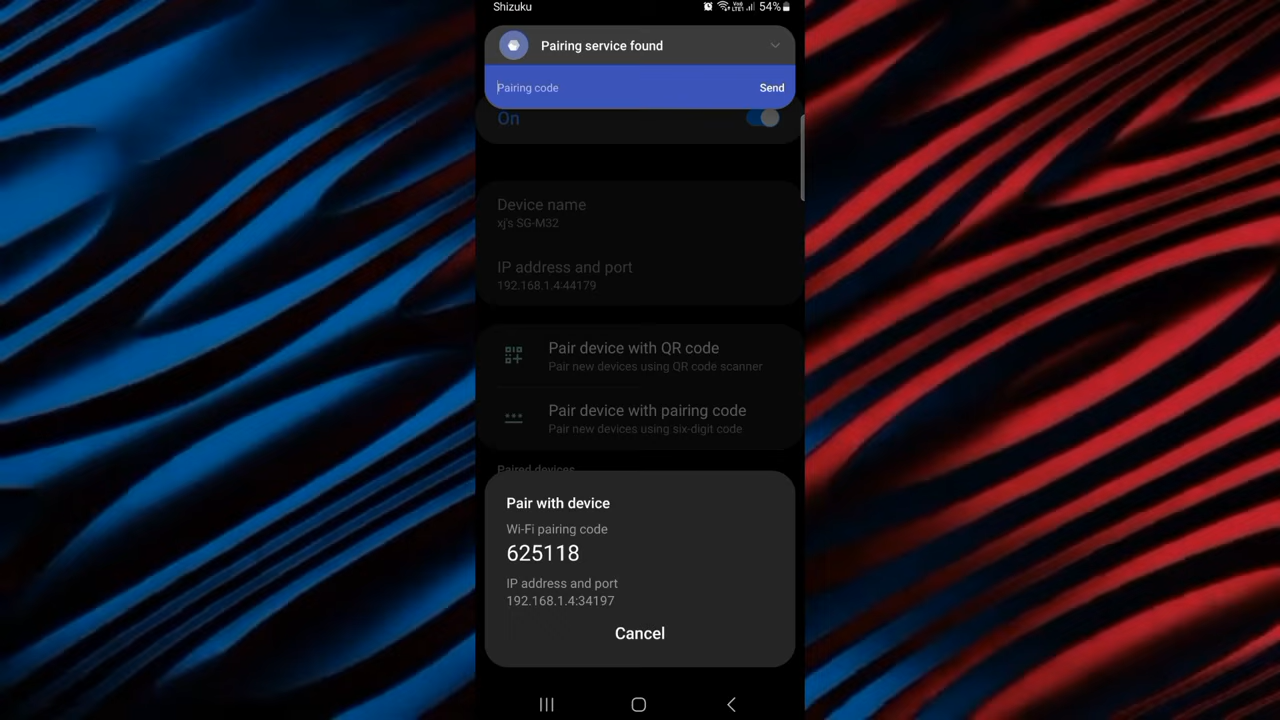 Shizuku
54%
Pairing service found
Pairing code
Send
On
Device name
xj's SG-M32
IP address and port
192.168.1.4:44179
Pair device with QR code
Pair new devices using QR code scanner
Pair device with pairing code
Pair new devices using six-digit code
Paired devices
Pair with device
Wi-Fi pairing code
625118
IP address and port
192.168.1.4:34197
Cancel